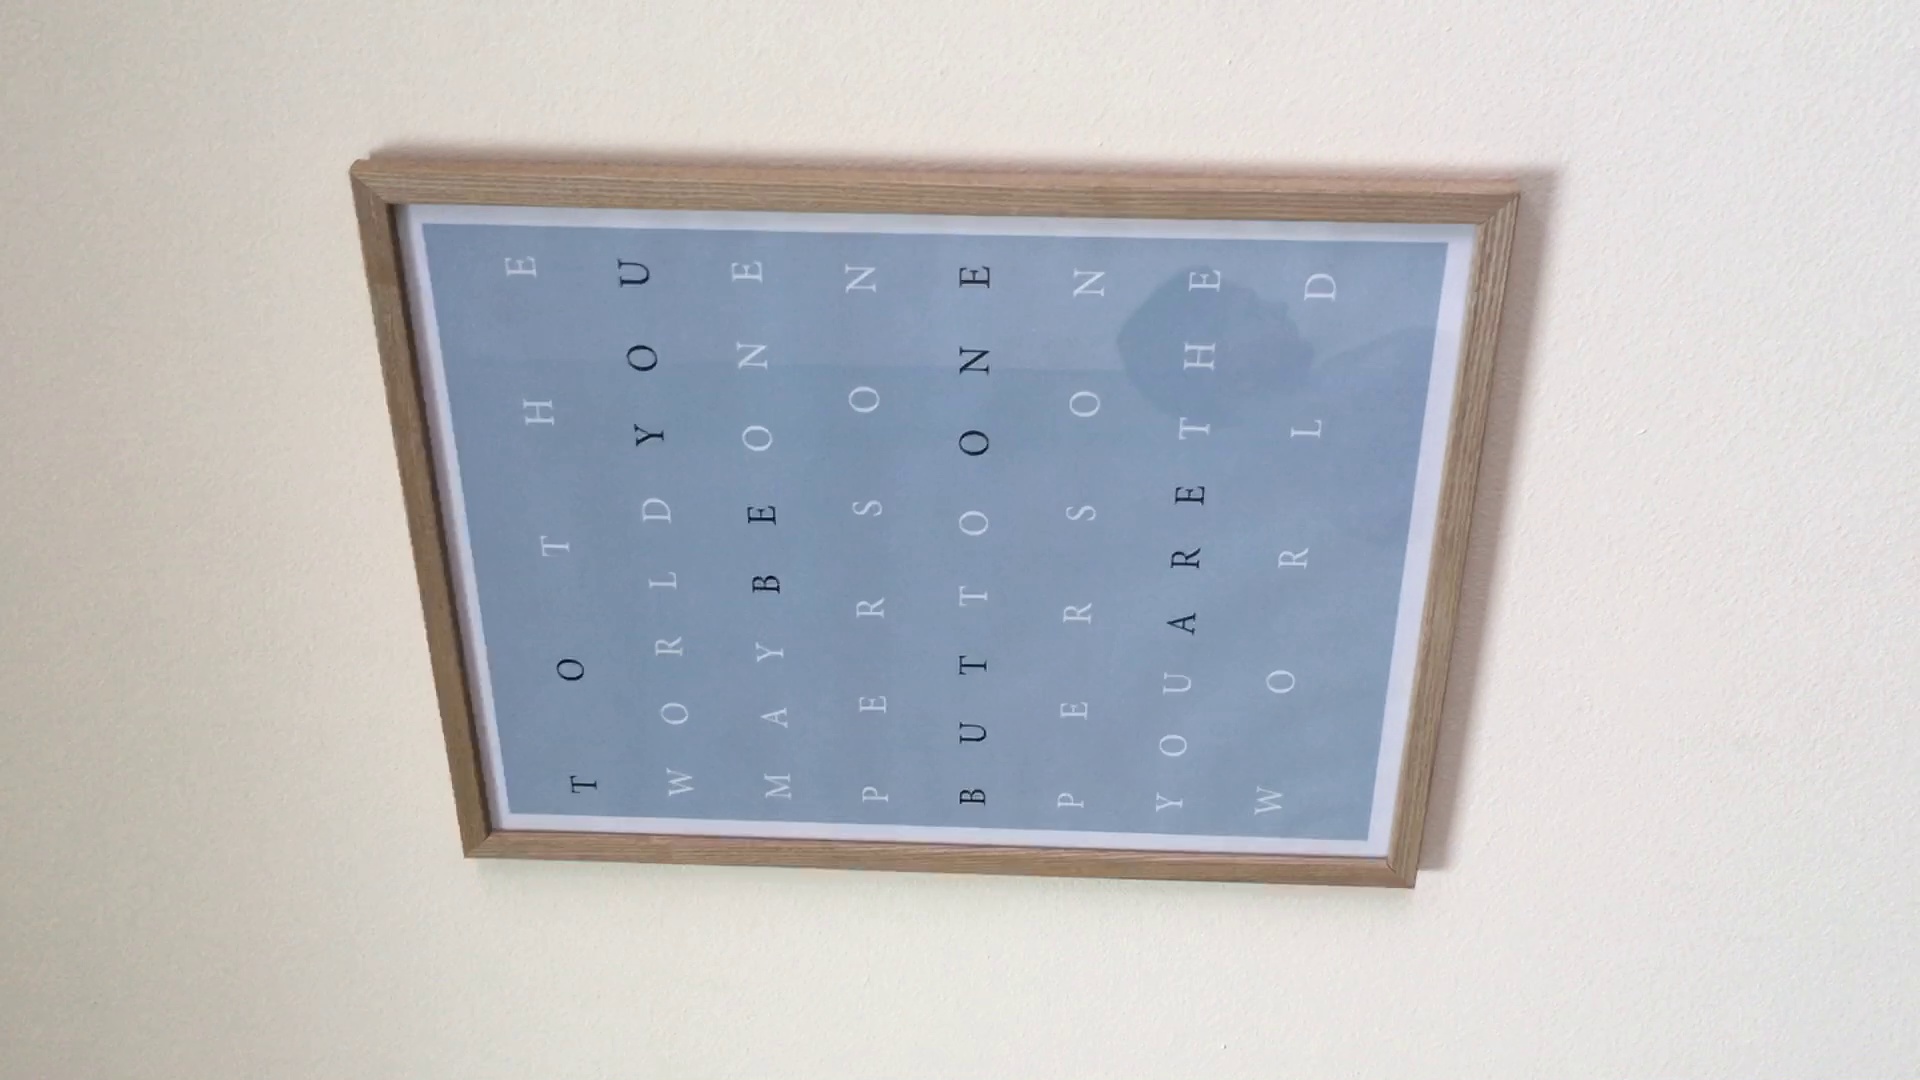 T O T H E
W O R L D Y O U
M A Y B E O N E
P E R S O N
B U T T O O N E
P E R S O N
Y O U A R E T H E
W O R L D